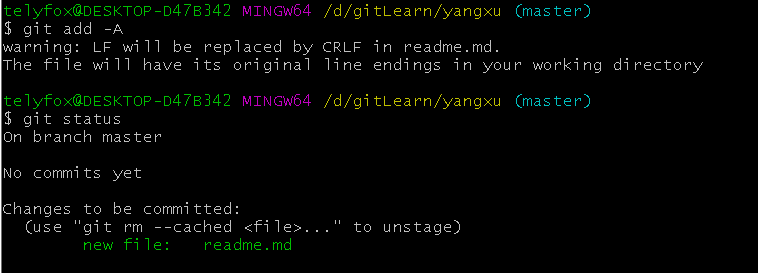 telyfox@DESKTOP-D47B342 MINGW64 /d/gitLearn/yangxu (master)
$ git add -A
warning: LF will be replaced by CRLF in readme.md.
The file will have its original line endings in your working directory
telyfox@DESKTOP-D47B342 MINGW64 /d/gitLearn/yangxu (master)
$ git status
On branch master
No commits yet
Changes to be committed:
(use "git rm --cached <file>..." to unstage)
new file: readme.md